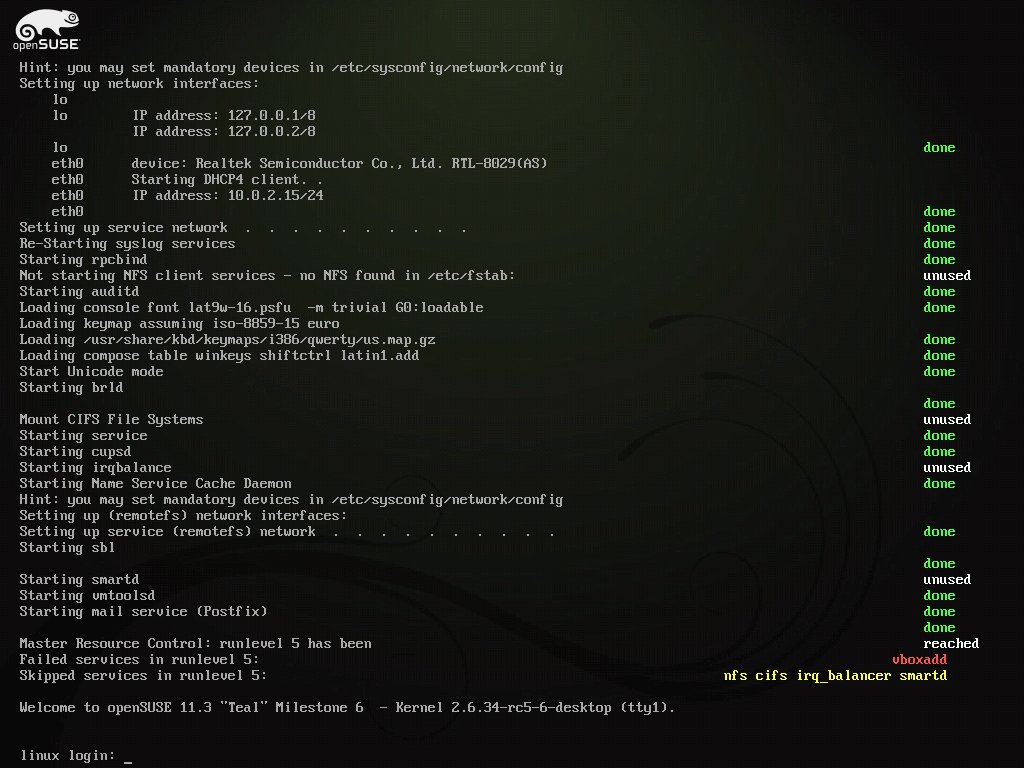 openSUSE
Hint: you may set mandatory devices in /etc/sysconfig/network/config
Setting up network interfaces:
lo
lo IP address: 127.0.0.1/8
IP address: 127.0.0.2/8
lo done
eth0 device: Realtek Semiconductor Co., Ltd. RTL-8029(AS)
eth0 Starting DHCP4 client. .
eth0 IP address: 10.0.2.15/24
eth0 done
Setting up service network . . . . . . . . . . done
Re-Starting syslog services done
Starting rpcbind done
Not starting NFS client services - no NFS found in /etc/fstab: unused
Starting auditd done
Loading console font lat9w-16.psfu -m trivial G0:loadable done
Loading keymap assuming iso-8859-15 euro
Loading /usr/share/kbd/keymaps/i386/qwerty/us.map.gz done
Loading compose table winkeys shiftctrl latin1.add done
Start Unicode mode done
Starting brld
done
Mount CIFS File Systems unused
Starting service done
Starting cupsd done
Starting irqbalance unused
Starting Name Service Cache Daemon done
Hint: you may set mandatory devices in /etc/sysconfig/network/config
Setting up (remotefs) network interfaces:
Setting up service (remotefs) network . . . . . . . . . . done
Starting sbl
done
Starting smartd unused
Starting vmtoolsd done
Starting mail service (Postfix) done
done
Master Resource Control: runlevel 5 has been reached
Failed services in runlevel 5: vboxadd
Skipped services in runlevel 5: nfs cifs irq_balancer smartd
Welcome to openSUSE 11.3 "Teal" Milestone 6 - Kernel 2.6.34-rc5-6-desktop (tty1).
linux login: _